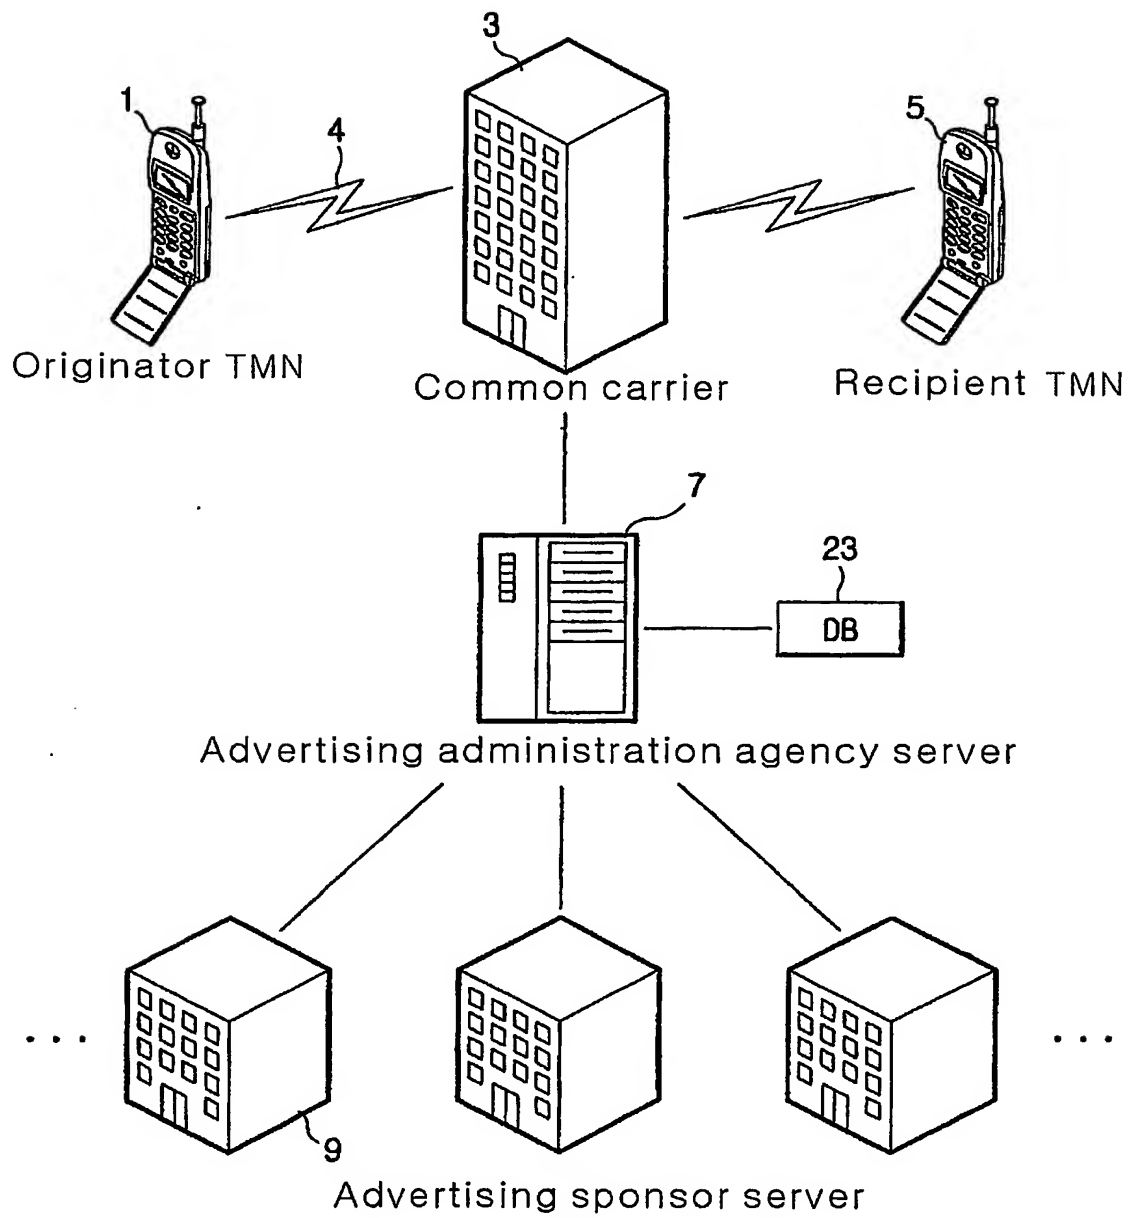 3
1
4
5
Originator TMN
Common carrier
Recipient TMN
7
23
DB
Advertising administration agency server
. . .
. . .
9
Advertising sponsor server